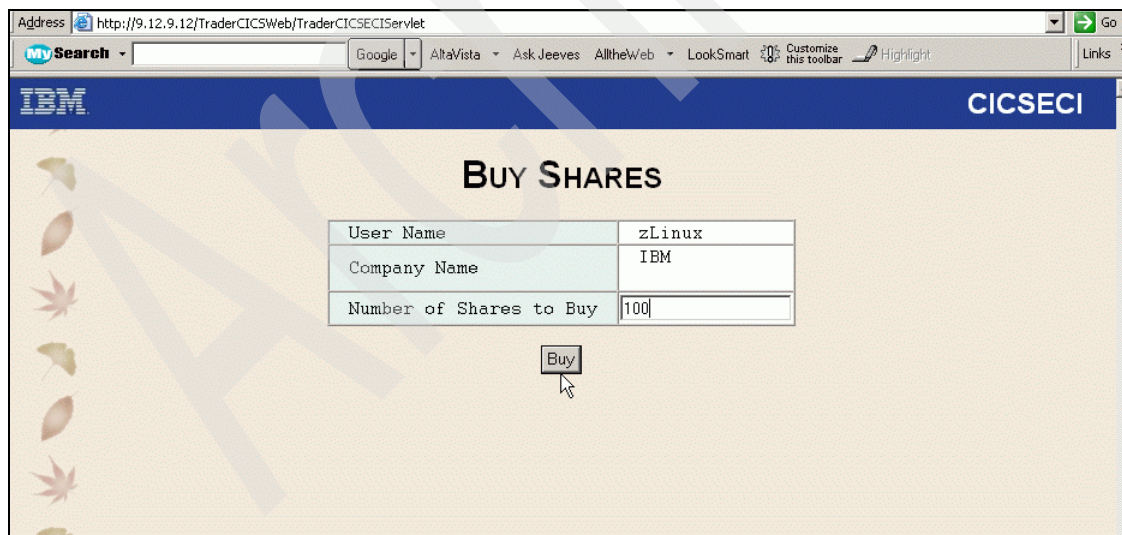 Address http://9.12.9.12/TraderCICSWeb/TraderCICSECIServlet Go
My Search Google AltaVista Ask Jeeves AlltheWeb LookSmart Customize this toolbar Highlight Links
IBM CICSECI
BUY SHARES
User Name zLinux
Company Name IBM
Number of Shares to Buy 100
Buy